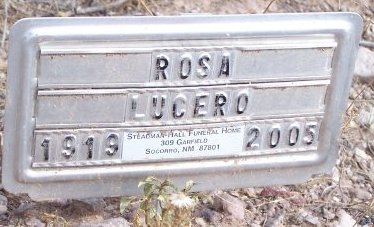 ROSA
LUCERO
1919 STEADMAN-HALL FUNERAL HOME 2005
309 GARFIELD
SOCORRO, NM 87801